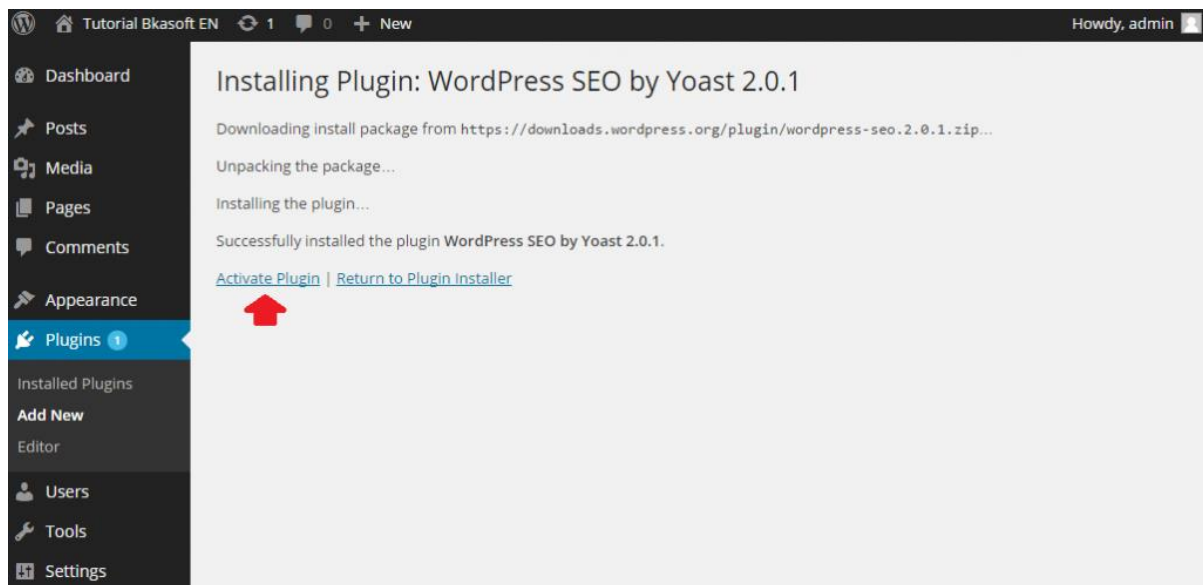 Tutorial Bkasoft EN 1 0 + New Howdy, admin
Dashboard
Posts
Media
Pages
Comments
Appearance
Plugins 1
Installed Plugins
Add New
Editor
Users
Tools
Settings
Installing Plugin: WordPress SEO by Yoast 2.0.1
Downloading install package from https://downloads.wordpress.org/plugin/wordpress-seo.2.0.1.zip…
Unpacking the package…
Installing the plugin…
Successfully installed the plugin WordPress SEO by Yoast 2.0.1.
Activate Plugin | Return to Plugin Installer